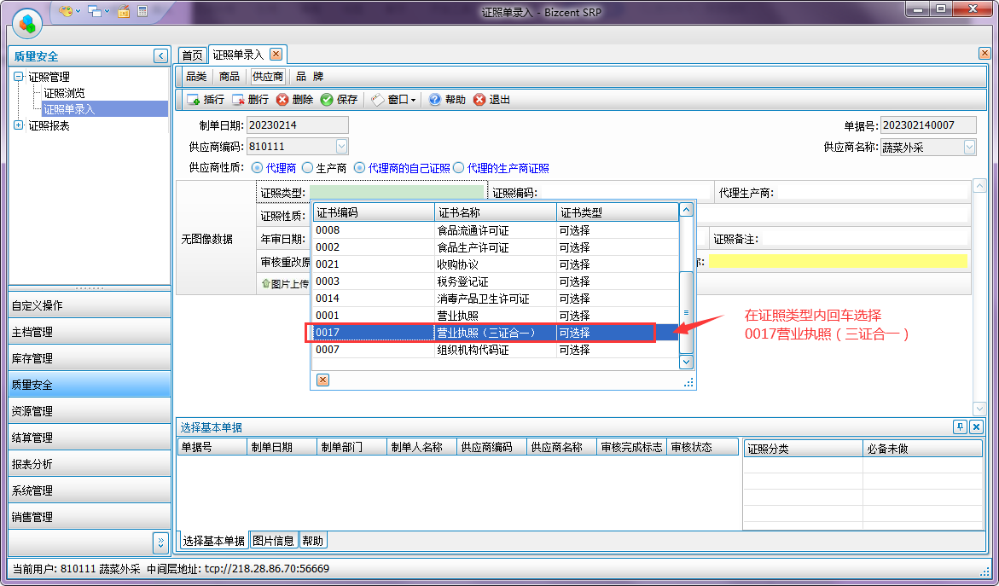 证照单录入 - Bizcent SRP
质量安全
证照管理
证照浏览
证照单录入
证照报表
自定义操作
主档管理
库存管理
质量安全
资源管理
结算管理
报表分析
系统管理
销售管理
首页 证照单录入
品类 商品 供应商 品 牌
插行 删行 删除 保存 窗口 帮助 退出
制单日期: 20230214 单据号: 202302140007
供应商编码: 810111 供应商名称: 蔬菜外采
供应商性质: 代理商 生产商 代理商的自己证照 代理的生产商证照
无图像数据
证照类型: 证照编码: 代理生产商:
证照性质:
年审日期: 证照备注:
审核重改原
图片上传
证书编码 证书名称 证书类型
0008 食品流通许可证 可选择
0002 食品生产许可证 可选择
0021 收购协议 可选择
0003 税务登记证 可选择
0014 消毒产品卫生许可证 可选择
0001 营业执照 可选择
0017 营业执照（三证合一） 可选择
0007 组织机构代码证 可选择
在证照类型内回车选择
0017营业执照（三证合一）
选择基本单据
单据号 制单日期 制单部门 制单人名称 供应商编码 供应商名称 审核完成标志 审核状态 证照分类 必备未做
选择基本单据 图片信息 帮助
当前用户: 810111 蔬菜外采 中间层地址: tcp://218.28.86.70:56669